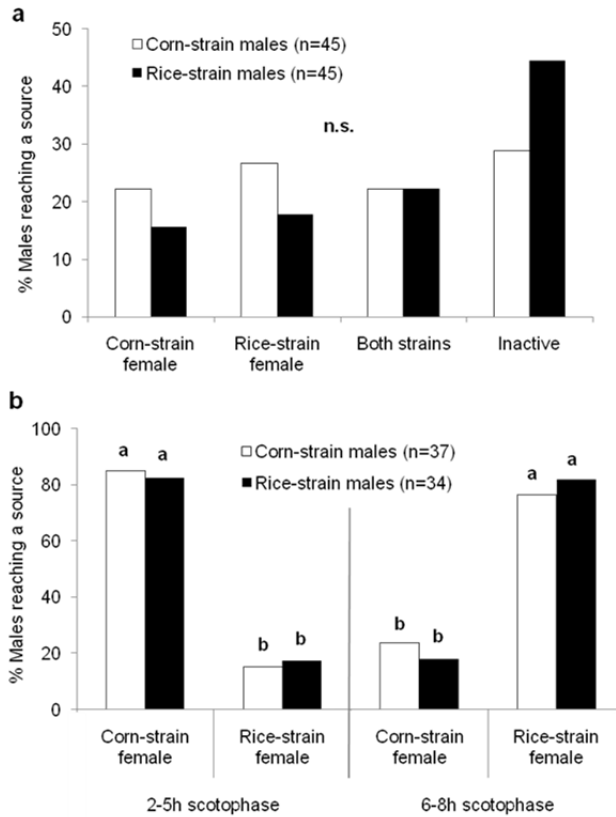 a
50
40
30
20
10
0
% Males reaching a source
Corn-strain males (n=45)
Rice-strain males (n=45)
n.s.
Corn-strain female
Rice-strain female
Both strains
Inactive
b
100
80
60
40
20
0
% Males reaching a source
Corn-strain males (n=37)
Rice-strain males (n=34)
a a
b b
b b
a a
Corn-strain female
Rice-strain female
Corn-strain female
Rice-strain female
2-5h scotophase
6-8h scotophase